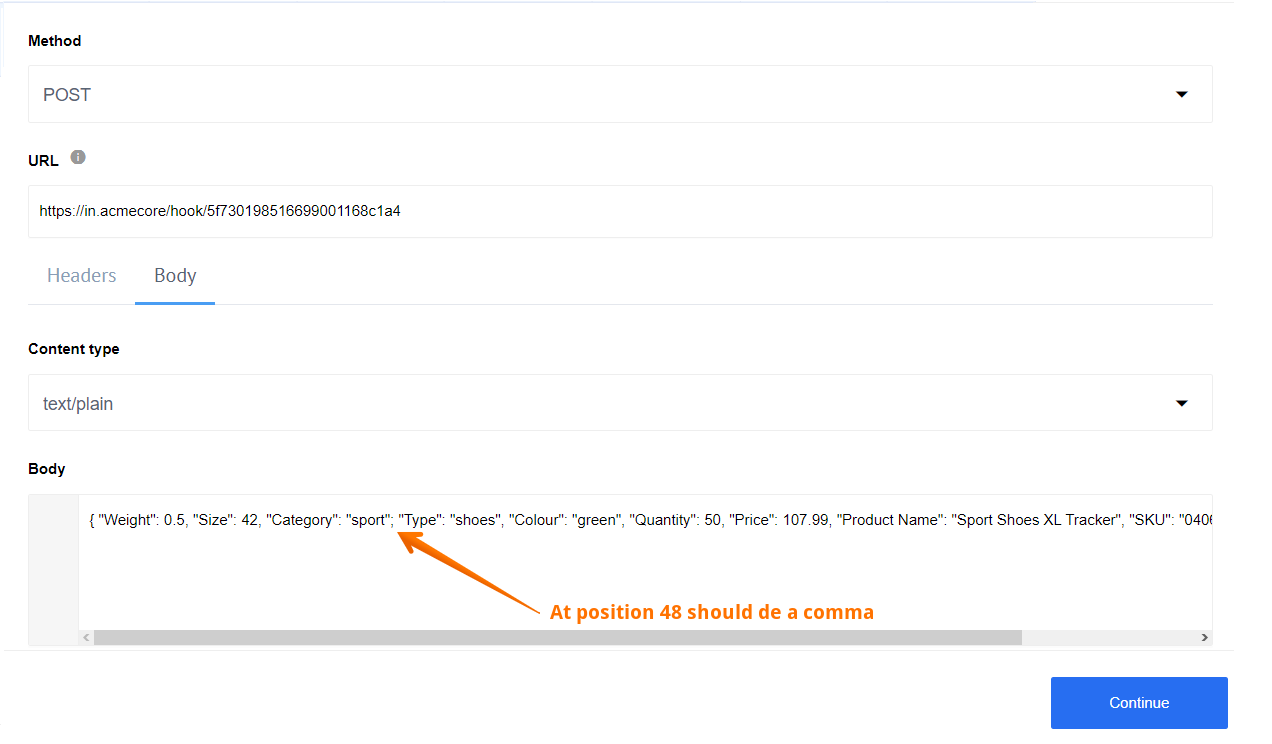 Method
POST
URL
https://in.acmecore/hook/5f730198516699001168c1a4
Headers Body
Content type
text/plain
Body
{ "Weight": 0.5, "Size": 42, "Category": "sport"; "Type": "shoes", "Colour": "green", "Quantity": 50, "Price": 107.99, "Product Name": "Sport Shoes XL Tracker", "SKU": "040
At position 48 should de a comma
Continue